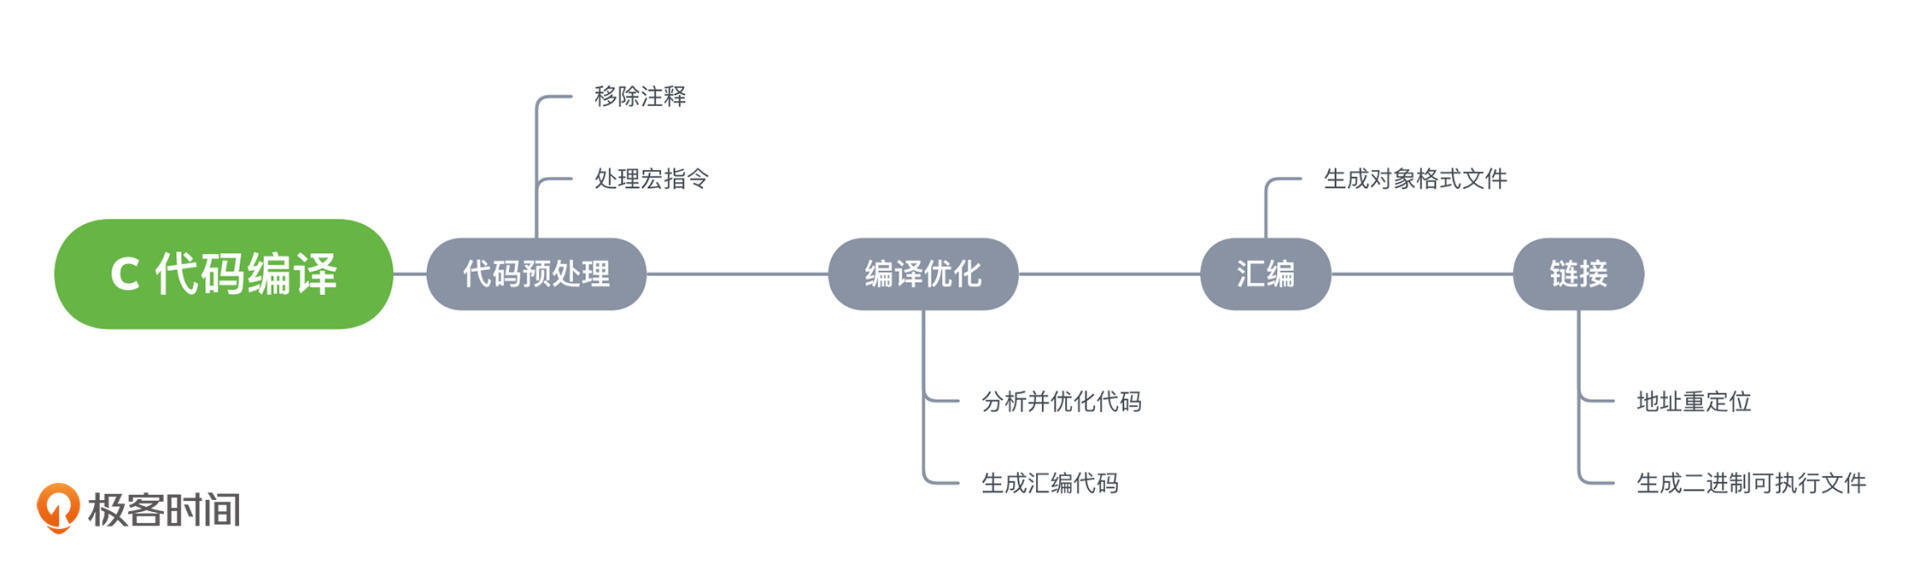 移除注释
处理宏指令
生成对象格式文件
C 代码编译
代码预处理
编译优化
汇编
链接
分析并优化代码
地址重定位
生成汇编代码
生成二进制可执行文件
极客时间